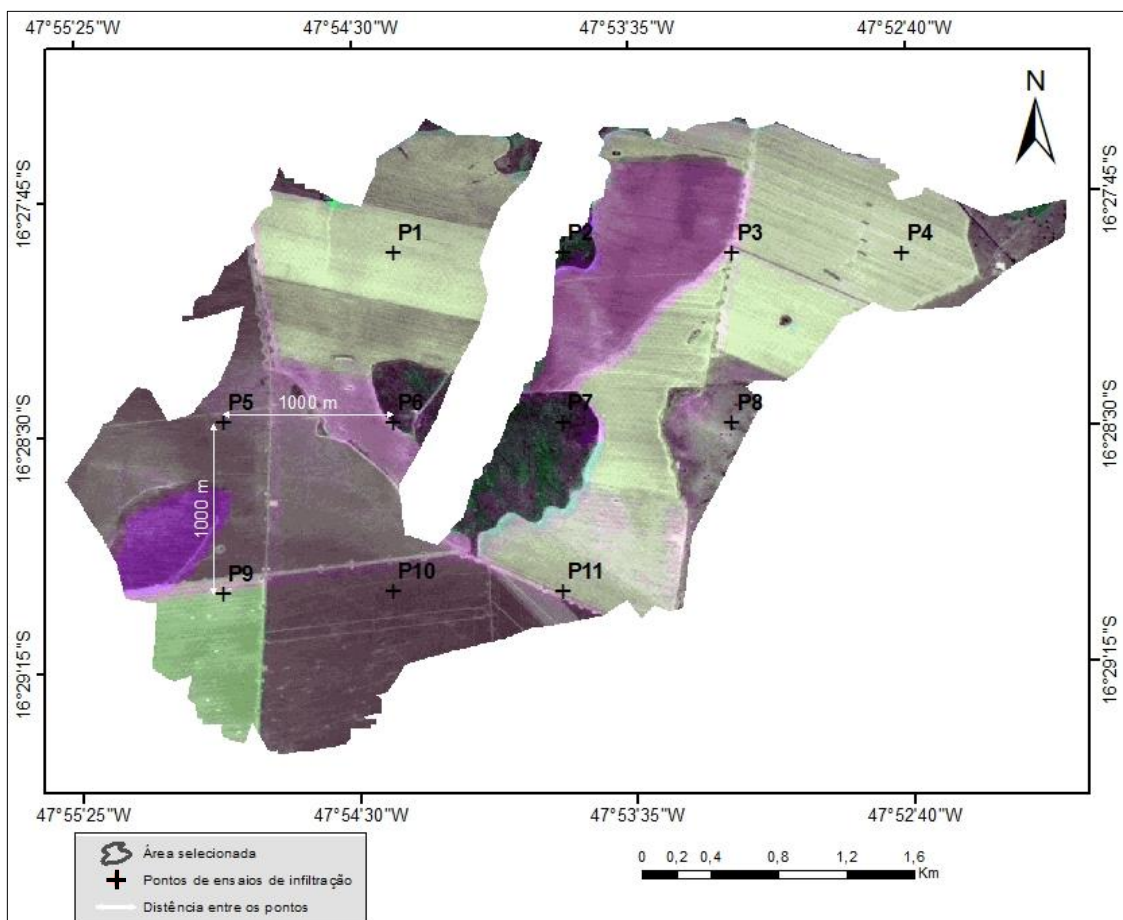 47°55'25"W 47°54'30"W 47°53'35"W 47°52'40"W
N
16°27'45"S 16°27'45"S
P1 P2 P3 P4
P5 P6 P7 P8
1000 m
16°28'30"S 16°28'30"S
1000 m
P9 P10 P11
16°29'15"S 16°29'15"S
47°55'25"W 47°54'30"W 47°53'35"W 47°52'40"W
Área selecionada
Pontos de ensaios de infiltração
Distância entre os pontos
0 0,2 0,4 0,8 1,2 1,6
Km